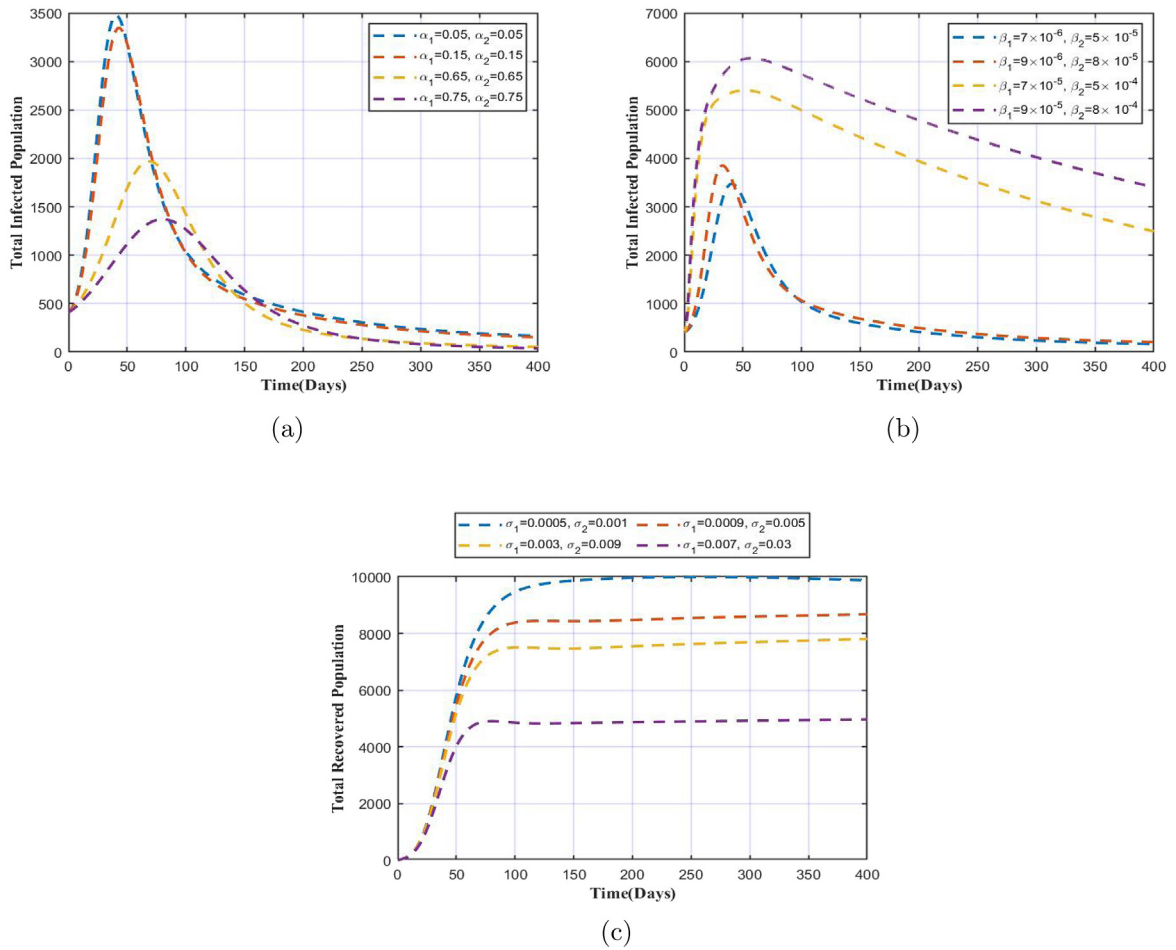 3500
3000
2500
2000
1500
1000
500
0
Total Infected Population
α1=0.05, α2=0.05
α1=0.15, α2=0.15
α1=0.65, α2=0.65
α1=0.75, α2=0.75
0 50 100 150 200 250 300 350 400
Time(Days)
(a)
7000
6000
5000
4000
3000
2000
1000
0
Total Infected Population
β1=7×10-6, β2=5× 10-5
β1=9×10-6, β2=8× 10-5
β1=7×10-5, β2=5× 10-4
β1=9×10-5, β2=8× 10-4
0 50 100 150 200 250 300 350 400
Time(Days)
(b)
σ1=0.0005, σ2=0.001 σ1=0.0009, σ2=0.005
σ1=0.003, σ2=0.009 σ1=0.007, σ2=0.03
10000
8000
6000
4000
2000
0
Total Recovered Population
0 50 100 150 200 250 300 350 400
Time(Days)
(c)